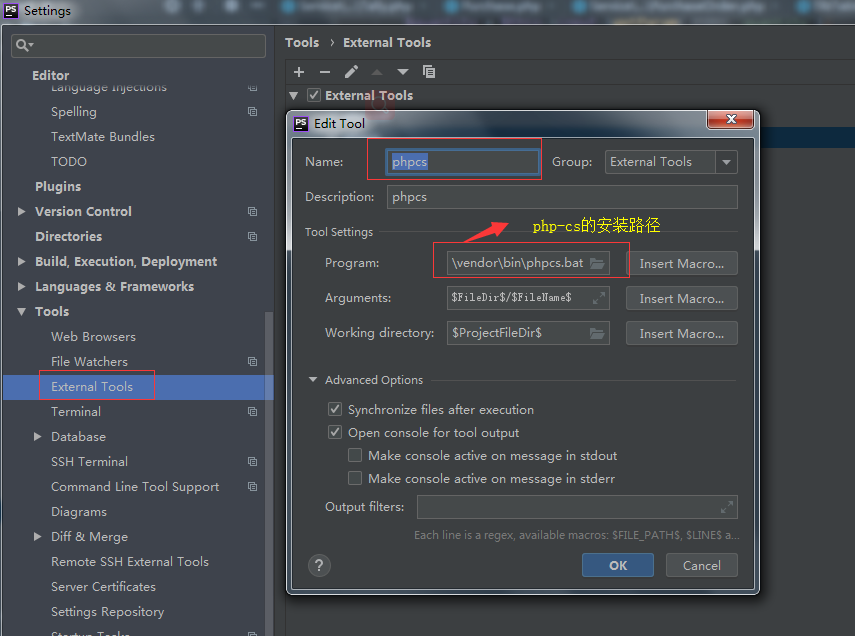 PS Settings
Editor
Language Injections
Spelling
TextMate Bundles
TODO
Plugins
Version Control
Directories
Build, Execution, Deployment
Languages & Frameworks
Tools
Web Browsers
File Watchers
External Tools
Terminal
Database
SSH Terminal
Command Line Tool Support
Diagrams
Diff & Merge
Remote SSH External Tools
Server Certificates
Settings Repository
Startup Tasks
Tools › External Tools
External Tools
PS Edit Tool
Name: phpcs Group: External Tools
Description: phpcs
php-cs的安装路径
Tool Settings
Program: \vendor\bin\phpcs.bat Insert Macro...
Arguments: $FileDir$/$FileName$ Insert Macro...
Working directory: $ProjectFileDir$ Insert Macro...
Advanced Options
Synchronize files after execution
Open console for tool output
Make console active on message in stdout
Make console active on message in stderr
Output filters:
Each line is a regex, available macros: $FILE_PATH$, $LINE$ a...
? OK Cancel